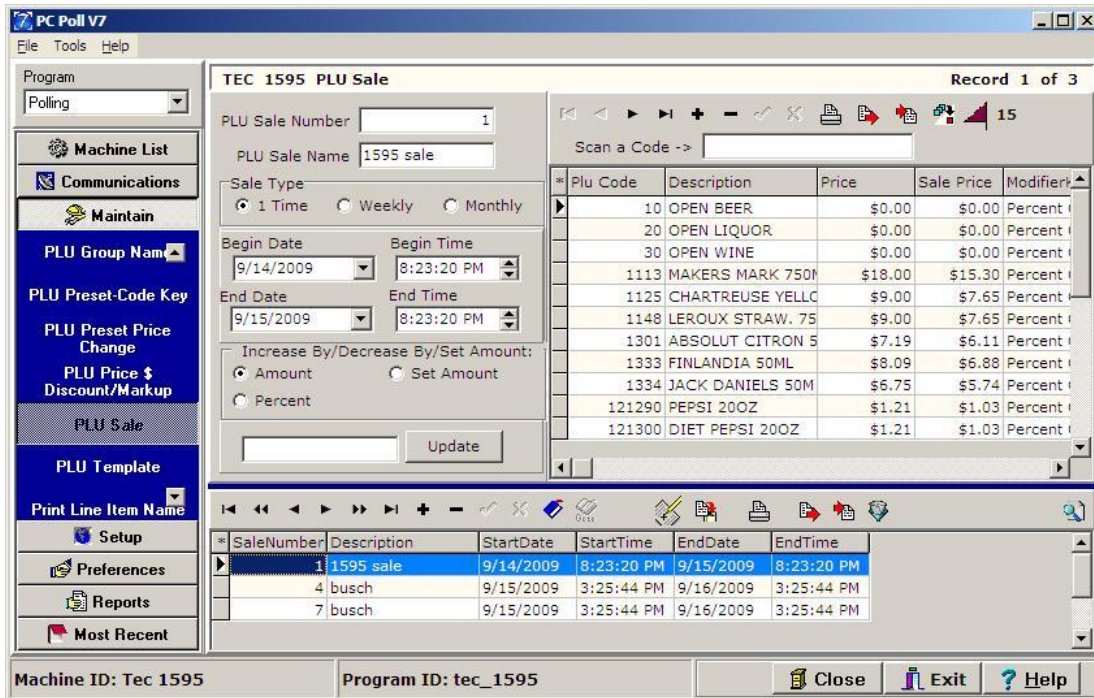 PC Poll V7
File Tools Help
Program
Polling
Machine List
Communications
Maintain
PLU Group Name
PLU Preset-Code Key
PLU Preset Price
Change
PLU Price $
Discount/Markup
PLU Sale
PLU Template
Print Line Item Name
Setup
Preferences
Reports
Most Recent
TEC 1595 PLU Sale
Record 1 of 3
PLU Sale Number 1
PLU Sale Name 1595 sale
Sale Type
1 Time Weekly Monthly
Begin Date Begin Time
9/14/2009 8:23:20 PM
End Date End Time
9/15/2009 8:23:20 PM
Increase By/Decrease By/Set Amount:
Amount Set Amount
Percent
Update
15
Scan a Code ->
* Plu Code Description Price Sale Price Modifier
10 OPEN BEER $0.00 $0.00 Percent
20 OPEN LIQUOR $0.00 $0.00 Percent
30 OPEN WINE $0.00 $0.00 Percent
1113 MAKERS MARK 750M $18.00 $15.30 Percent
1125 CHARTREUSE YELLO $9.00 $7.65 Percent
1148 LEROUX STRAW. 75 $9.00 $7.65 Percent
1301 ABSOLUT CITRON 5 $7.19 $6.11 Percent
1333 FINLANDIA 50ML $8.09 $6.88 Percent
1334 JACK DANIELS 50M $6.75 $5.74 Percent
121290 PEPSI 20OZ $1.21 $1.03 Percent
121300 DIET PEPSI 20OZ $1.21 $1.03 Percent
* SaleNumber Description StartDate StartTime EndDate EndTime
1 1595 sale 9/14/2009 8:23:20 PM 9/15/2009 8:23:20 PM
4 busch 9/15/2009 3:25:44 PM 9/16/2009 3:25:44 PM
7 busch 9/15/2009 3:25:44 PM 9/16/2009 3:25:44 PM
Machine ID: Tec 1595
Program ID: tec_1595
Close Exit Help